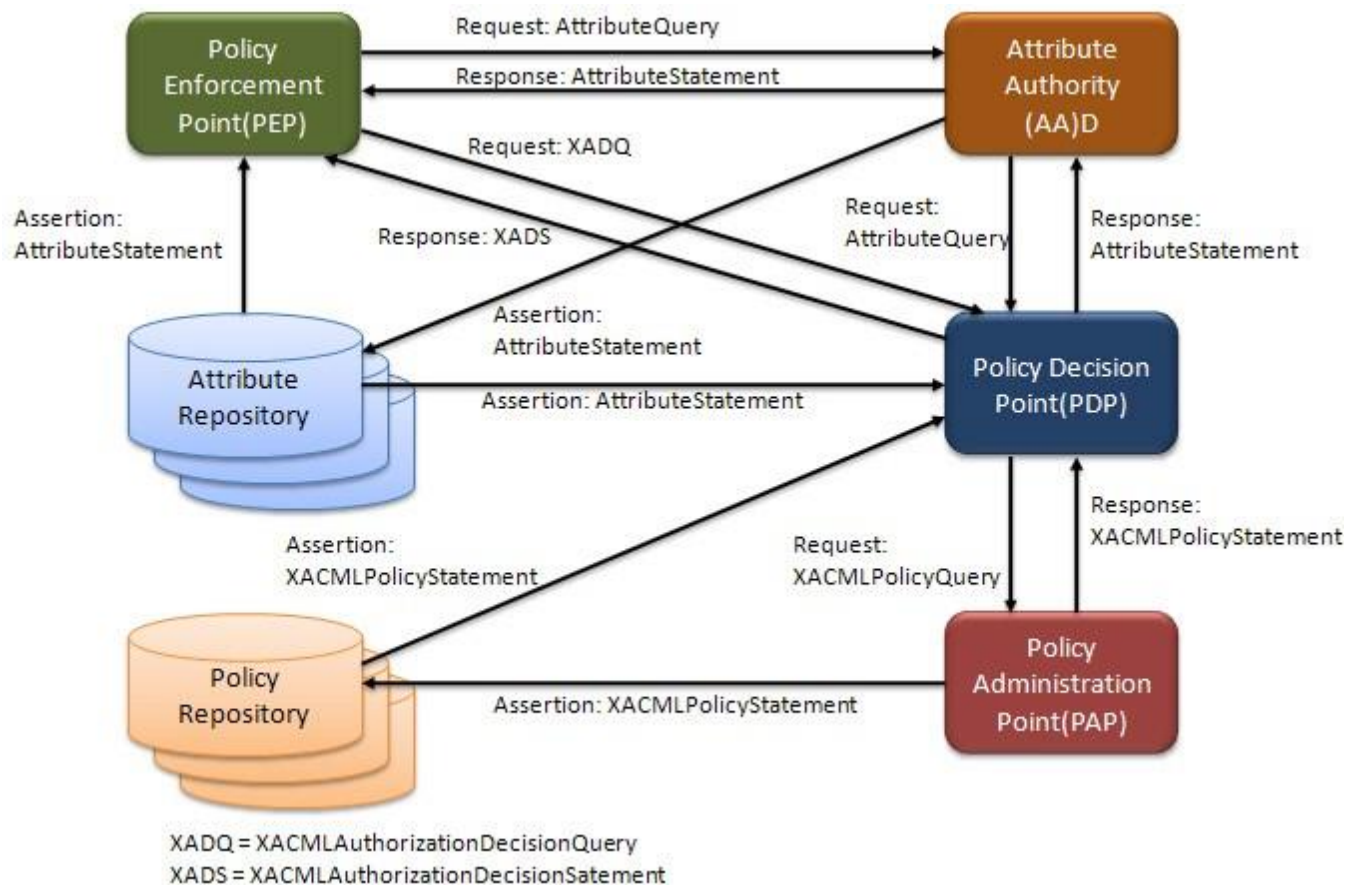 Policy
Enforcement
Point(PEP)
Request: AttributeQuery
Response: AttributeStatement
Attribute
Authority
(AA)D
Request: XADQ
Response: XADS
Assertion:
AttributeStatement
Request:
AttributeQuery
Response:
AttributeStatement
Assertion:
AttributeStatement
Attribute
Repository
Assertion: AttributeStatement
Policy Decision
Point(PDP)
Assertion:
XACMLPolicyStatement
Request:
XACMLPolicyQuery
Response:
XACMLPolicyStatement
Policy
Repository
Assertion: XACMLPolicyStatement
Policy
Administration
Point(PAP)
XADQ = XACMLAuthorizationDecisionQuery
XADS = XACMLAuthorizationDecisionSatement